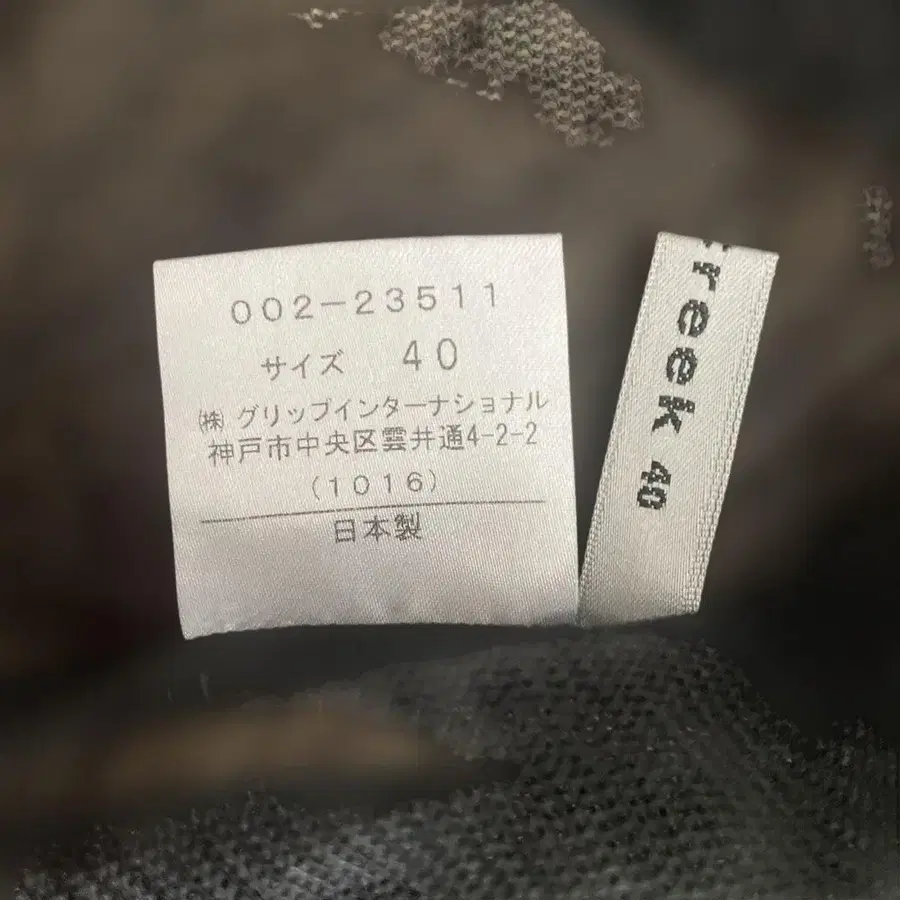 002-23511
サイズ 40
㈱ グリップインターナショナル
神戸市中央区雲井通4-2-2
(1016)
日本製
reek 40